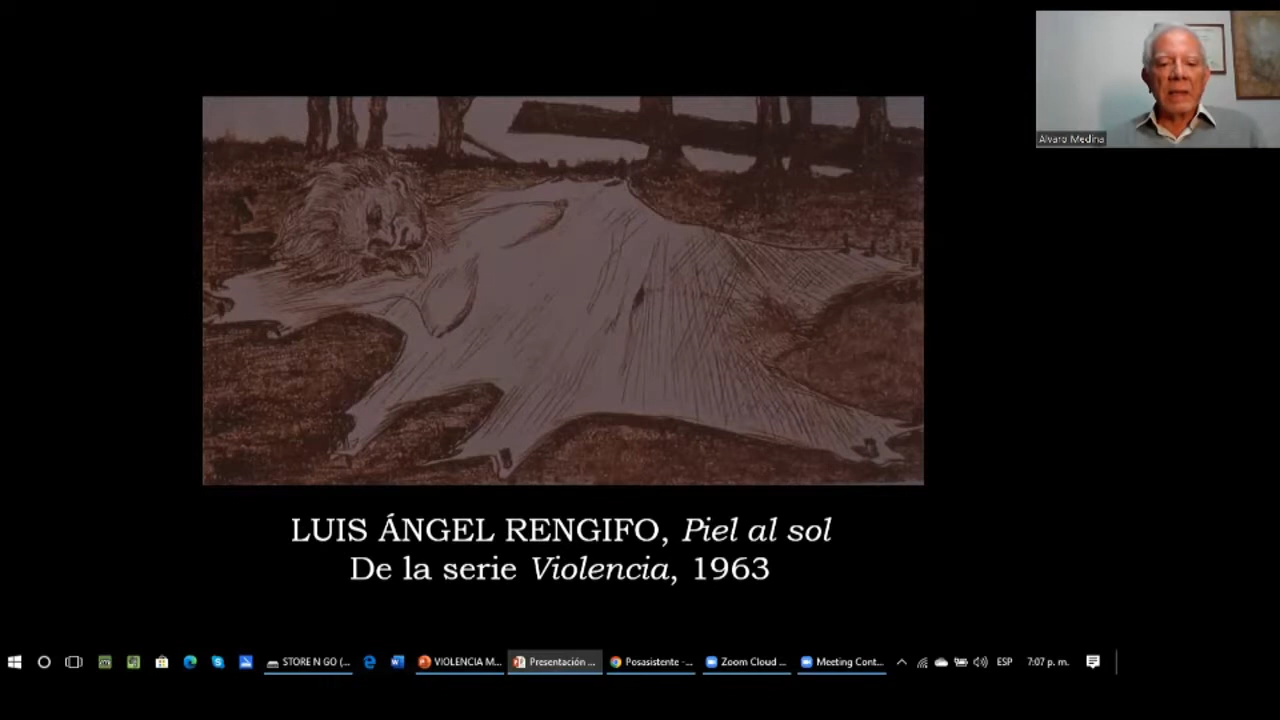 Alvaro Medina
LUIS ÁNGEL RENGIFO, Piel al sol
De la serie Violencia, 1963
STORE N GO (...
VIOLENCIA M...
Presentación ...
Posasistente -...
Zoom Cloud ...
Meeting Cont...
ESP
7:07 p. m.